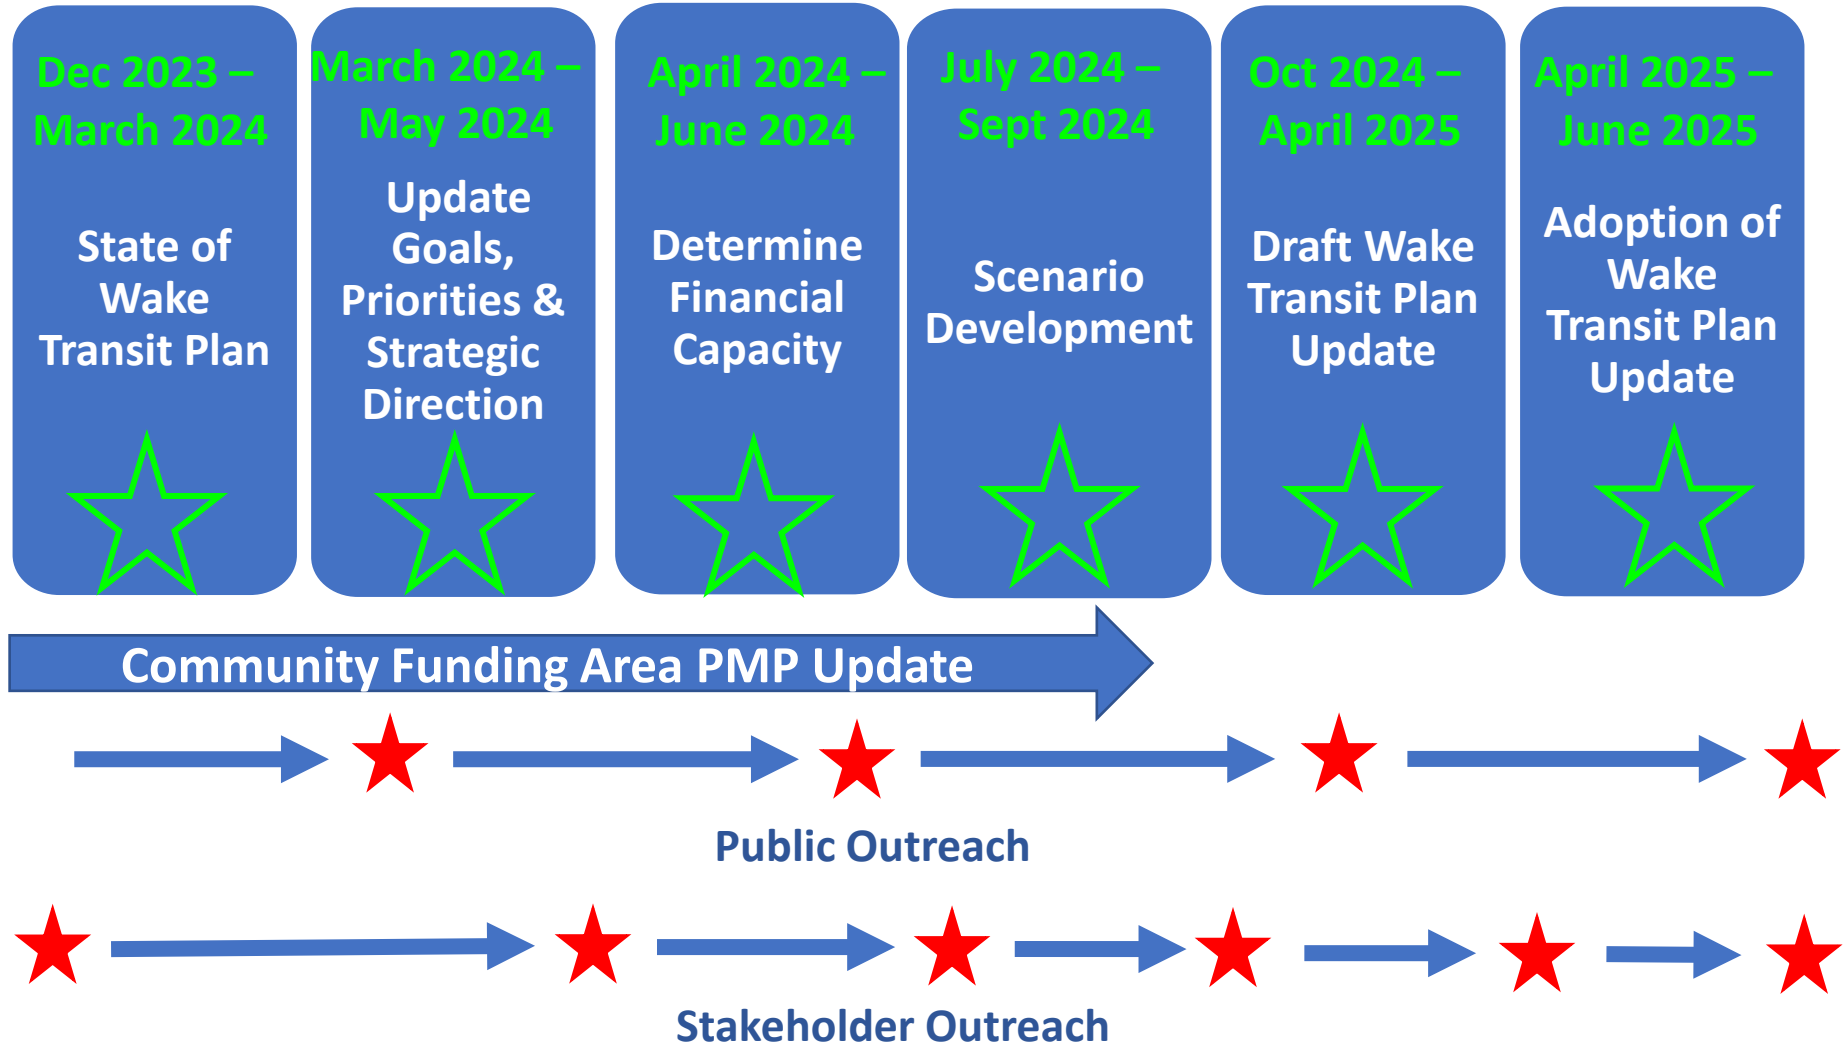 Dec 2023 –
March 2024
State of
Wake
Transit Plan
March 2024 –
May 2024
Update
Goals,
Priorities &
Strategic
Direction
April 2024 –
June 2024
Determine
Financial
Capacity
July 2024 –
Sept 2024
Scenario
Development
Oct 2024 –
April 2025
Draft Wake
Transit Plan
Update
April 2025 –
June 2025
Adoption of
Wake
Transit Plan
Update
Community Funding Area PMP Update
Public Outreach
Stakeholder Outreach